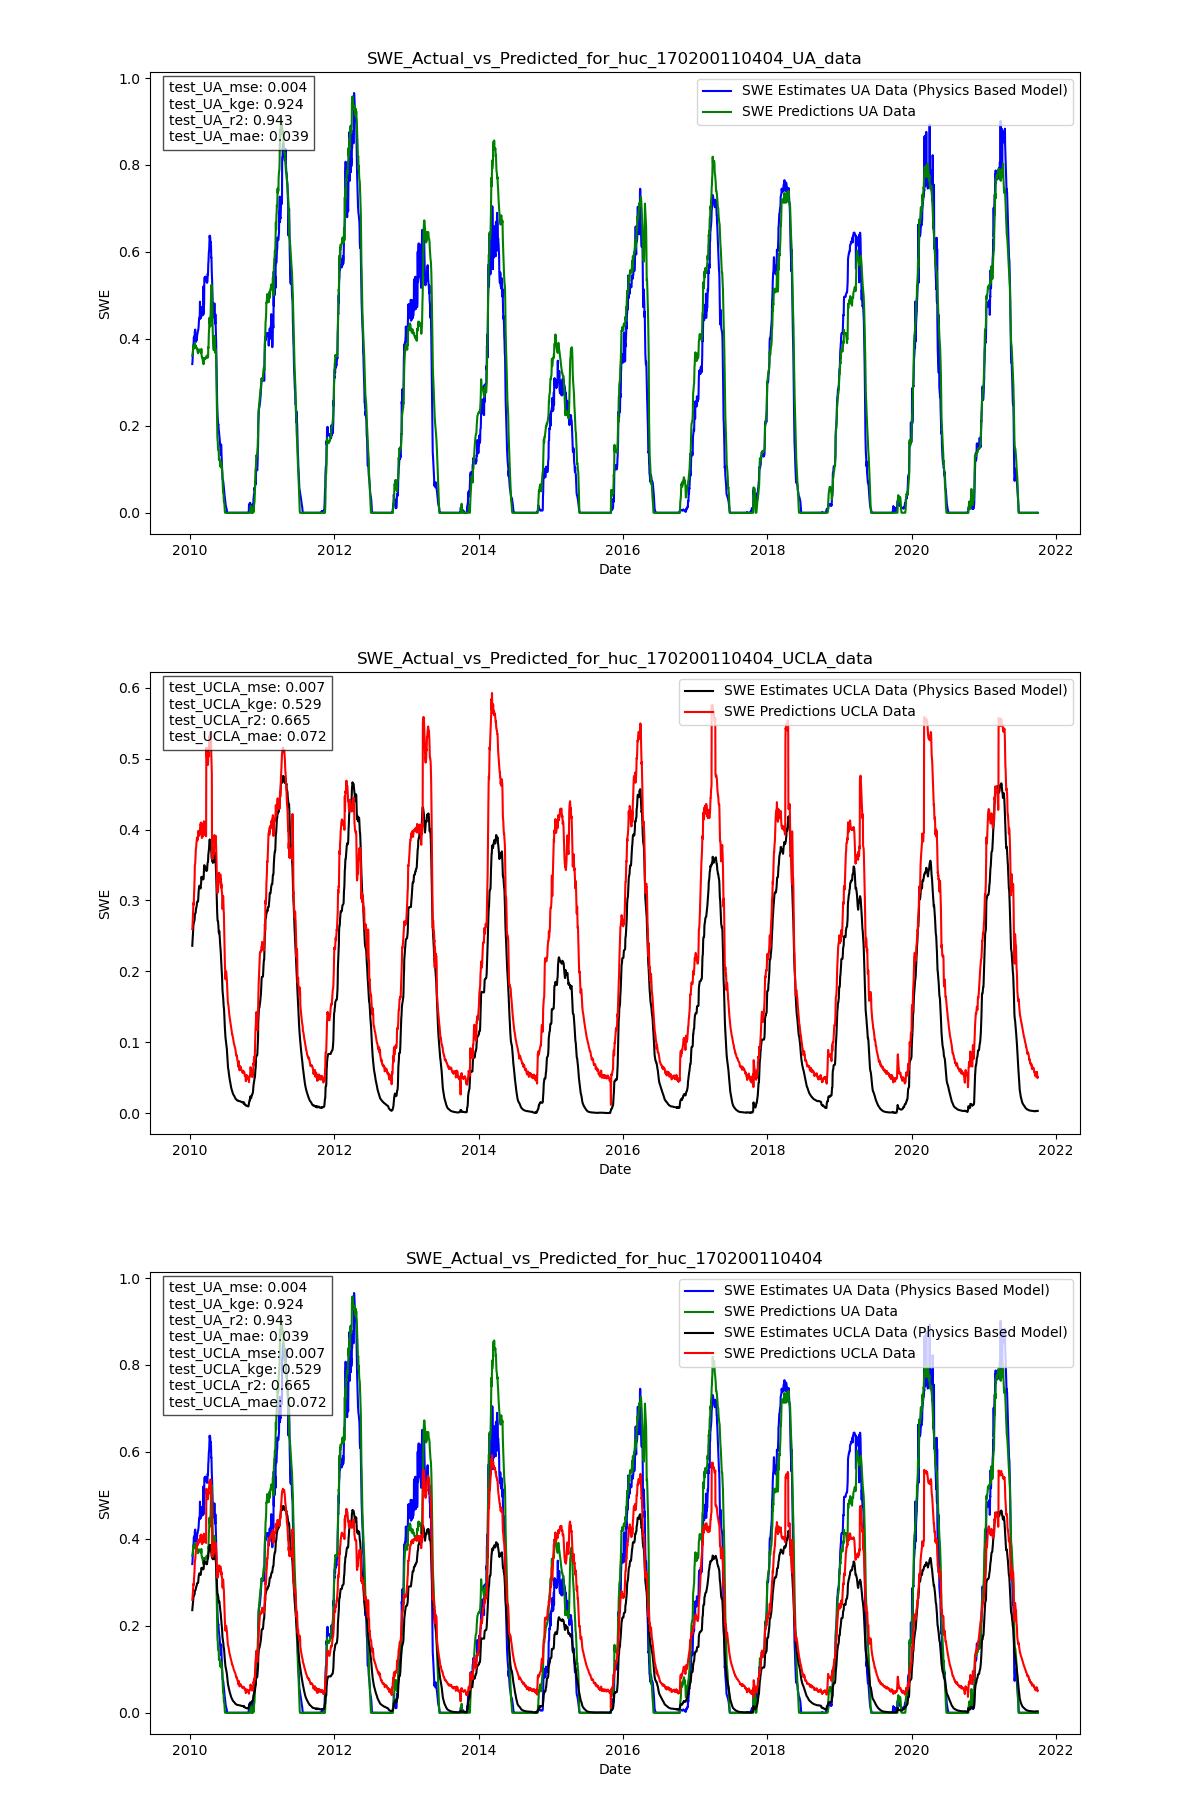 SWE_Actual_vs_Predicted_for_huc_170200110404_UA_data
test_UA_mse: 0.004
test_UA_kge: 0.924
test_UA_r2: 0.943
test_UA_mae: 0.039
SWE Estimates UA Data (Physics Based Model)
SWE Predictions UA Data
1.0
0.8
0.6
0.4
0.2
0.0
SWE
2010 2012 2014 2016 2018 2020 2022
Date
SWE_Actual_vs_Predicted_for_huc_170200110404_UCLA_data
test_UCLA_mse: 0.007
test_UCLA_kge: 0.529
test_UCLA_r2: 0.665
test_UCLA_mae: 0.072
SWE Estimates UCLA Data (Physics Based Model)
SWE Predictions UCLA Data
0.6
0.5
0.4
0.3
0.2
0.1
0.0
SWE
2010 2012 2014 2016 2018 2020 2022
Date
SWE_Actual_vs_Predicted_for_huc_170200110404
test_UA_mse: 0.004
test_UA_kge: 0.924
test_UA_r2: 0.943
test_UA_mae: 0.039
test_UCLA_mse: 0.007
test_UCLA_kge: 0.529
test_UCLA_r2: 0.665
test_UCLA_mae: 0.072
SWE Estimates UA Data (Physics Based Model)
SWE Predictions UA Data
SWE Estimates UCLA Data (Physics Based Model)
SWE Predictions UCLA Data
1.0
0.8
0.6
0.4
0.2
0.0
SWE
2010 2012 2014 2016 2018 2020 2022
Date